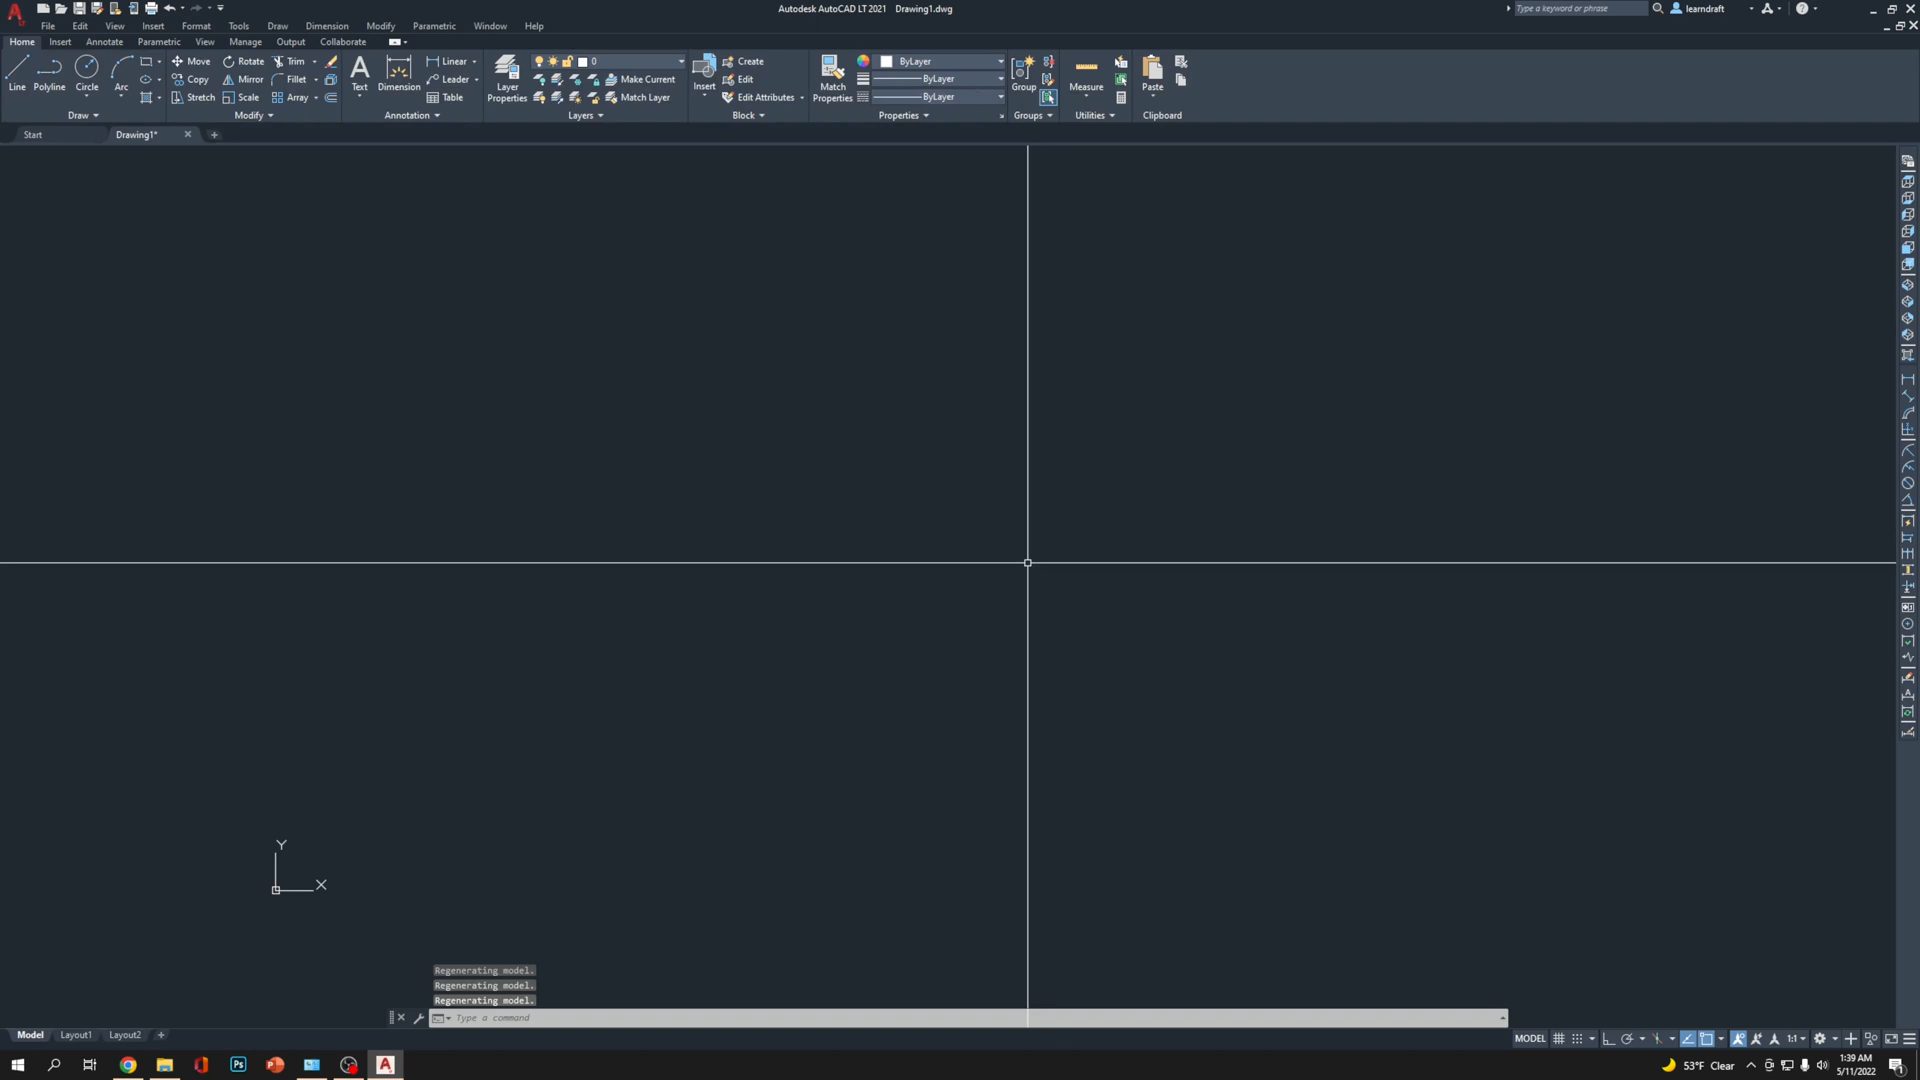 Autodesk AutoCAD LT 2021 Drawing1.dwg
Type a keyword or phrase
learndraft
File Edit View Insert Format Tools Draw Dimension Modify Parametric Window Help
Home Insert Annotate Parametric View Manage Output Collaborate
Line Polyline Circle Arc
Move Rotate Trim
Copy Mirror Fillet
Stretch Scale Array
Text Dimension
Linear
Leader
Table
Layer Properties
0
Make Current
Match Layer
Insert
Create
Edit
Edit Attributes
Match Properties
ByLayer
ByLayer
ByLayer
Group
Measure
Paste
Draw Modify Annotation Layers Block Properties Groups Utilities Clipboard
Start Drawing1*
Y
X
Regenerating model.
Regenerating model.
Regenerating model.
Type a command
Model Layout1 Layout2
MODEL 1:1
Ps
53°F Clear
1:39 AM
5/11/2022